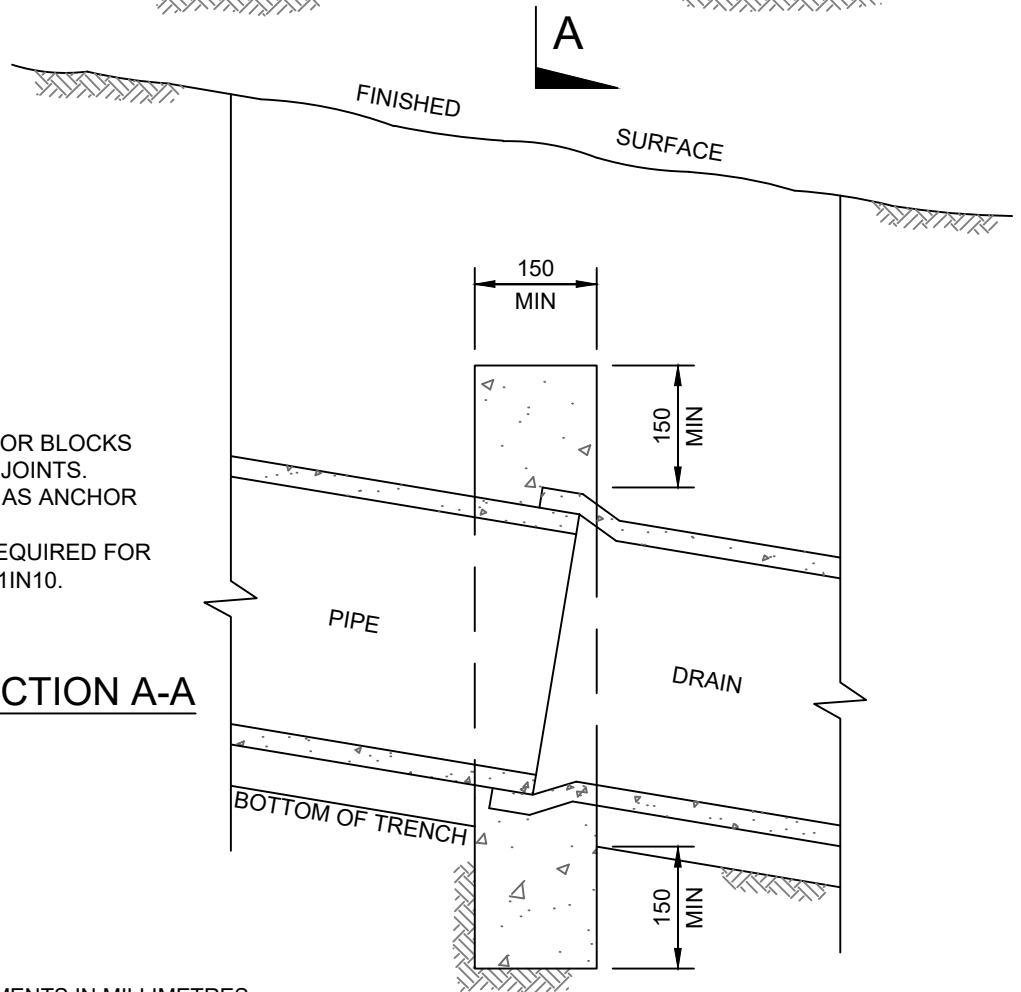 A
FINISHED
SURFACE
150
MIN
150
MIN
OR BLOCKS
JOINTS.
AS ANCHOR
EQUIRED FOR
1IN10.
PIPE
CTION A-A
DRAIN
BOTTOM OF TRENCH
150
MIN
MENTS IN MILLIMETRES